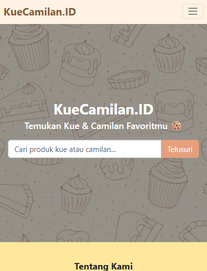 KueCamilan.ID
KueCamilan.ID
Temukan Kue & Camilan Favoritmu 🍪
Cari produk kue atau camilan... Telusuri
Tentang Kami